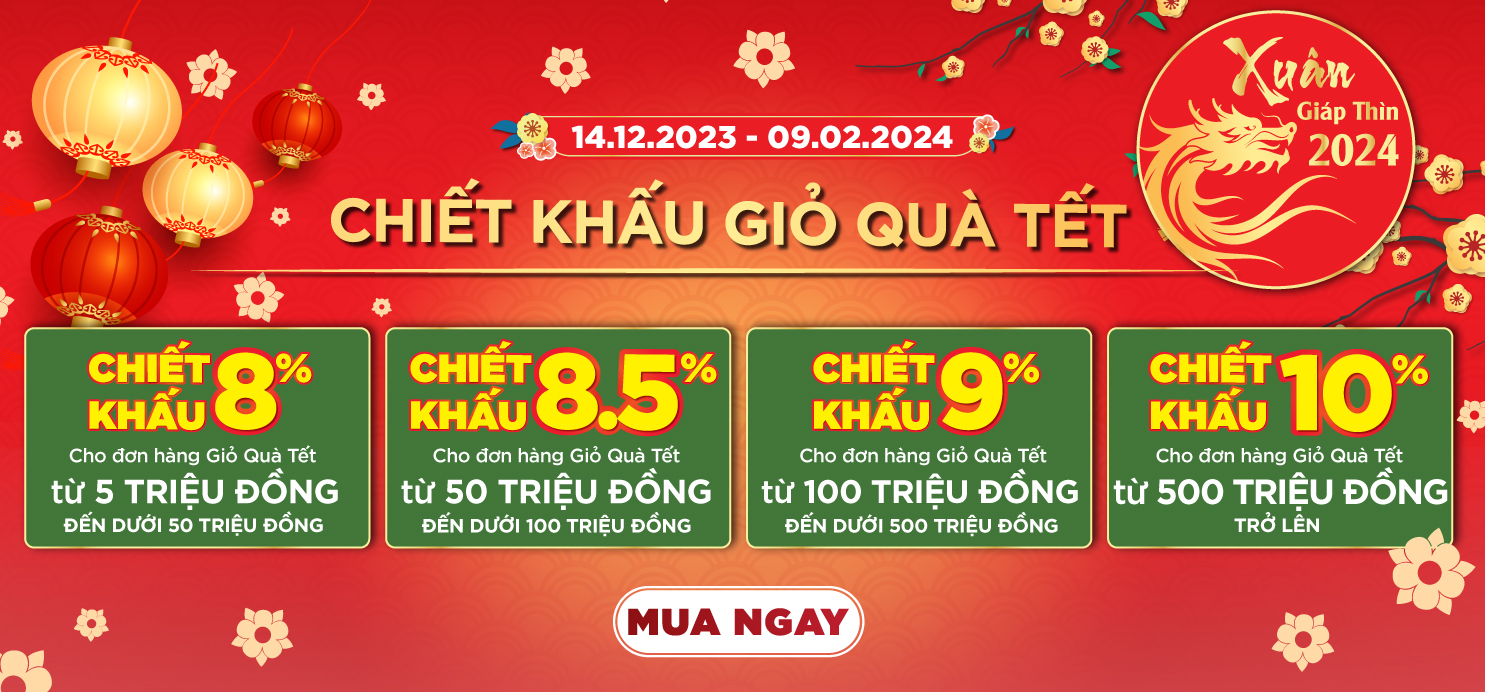 Xuân
Giáp Thìn
2024
14.12.2023 - 09.02.2024
CHIẾT KHẤU GIỎ QUÀ TẾT
CHIẾT KHẤU 8%
Cho đơn hàng Giỏ Quà Tết
từ 5 TRIỆU ĐỒNG
ĐẾN DƯỚI 50 TRIỆU ĐỒNG
CHIẾT KHẤU 8.5%
Cho đơn hàng Giỏ Quà Tết
từ 50 TRIỆU ĐỒNG
ĐẾN DƯỚI 100 TRIỆU ĐỒNG
CHIẾT KHẤU 9%
Cho đơn hàng Giỏ Quà Tết
từ 100 TRIỆU ĐỒNG
ĐẾN DƯỚI 500 TRIỆU ĐỒNG
CHIẾT KHẤU 10%
Cho đơn hàng Giỏ Quà Tết
từ 500 TRIỆU ĐỒNG
TRỞ LÊN
MUA NGAY